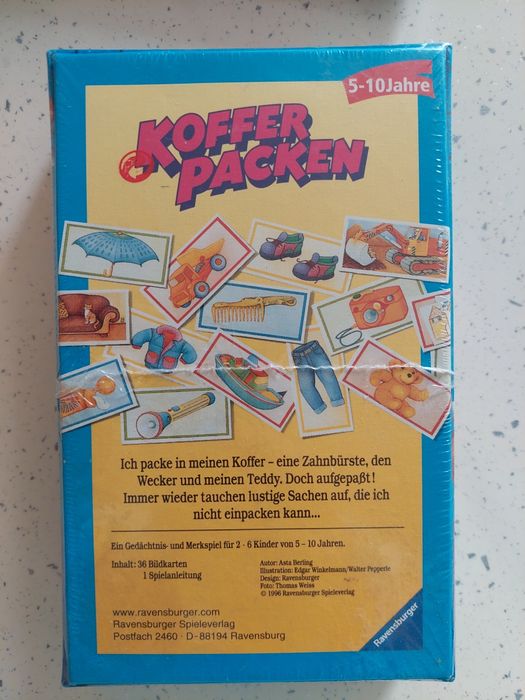 5-10 Jahre
KOFFER
PACKEN
Ich packe in meinen Koffer – eine Zahnbürste, den
Wecker und meinen Teddy. Doch aufgepaßt!
Immer wieder tauchen lustige Sachen auf, die ich
nicht einpacken kann...
Ein Gedächtnis- und Merkspiel für 2 - 6 Kinder von 5 – 10 Jahren.
Inhalt: 36 Bildkarten
1 Spielanleitung
Autor: Asta Berling
Illustration: Edgar Winkelmann/Walter Pepperle
Design: Ravensburger
Foto: Thomas Weiss
© 1996 Ravensburger Spieleverlag
www.ravensburger.com
Ravensburger Spieleverlag
Postfach 2460 · D-88194 Ravensburg
Ravensburger